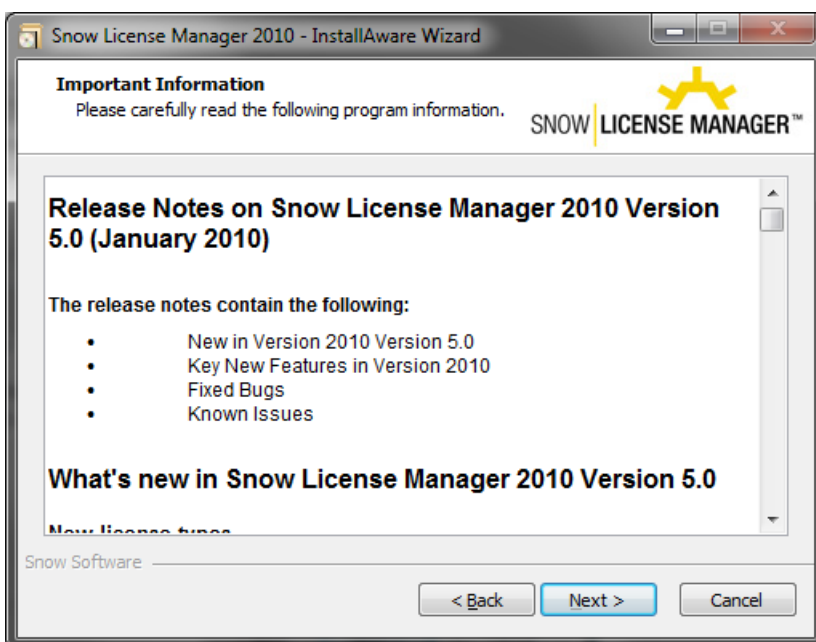 Snow License Manager 2010 - InstallAware Wizard
Important Information
Please carefully read the following program information.
SNOW LICENSE MANAGER™
Release Notes on Snow License Manager 2010 Version
5.0 (January 2010)
The release notes contain the following:
• New in Version 2010 Version 5.0
• Key New Features in Version 2010
• Fixed Bugs
• Known Issues
What's new in Snow License Manager 2010 Version 5.0
New license types
Snow Software
< Back Next > Cancel